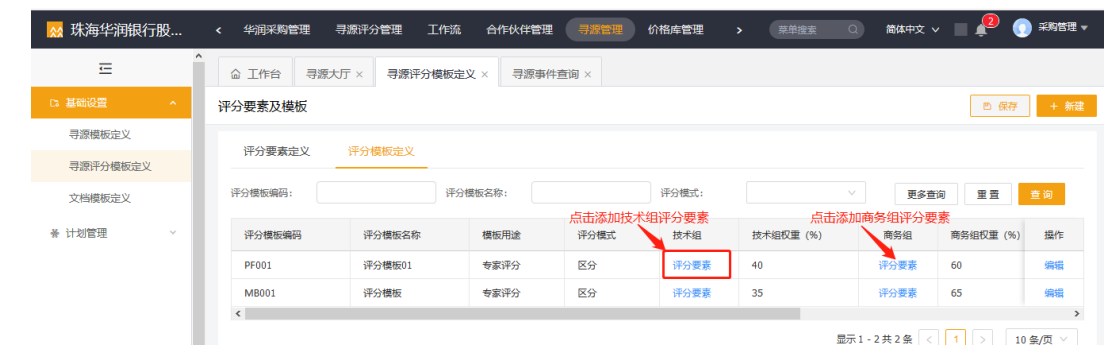 珠海华润银行股...
华润采购管理 寻源评分管理 工作流 合作伙伴管理 寻源管理 价格库管理 菜单搜索 简体中文 2 采购管理
工作台 寻源大厅 × 寻源评分模板定义 × 寻源事件查询 ×
基础设置
寻源模板定义
寻源评分模板定义
文档模板定义
计划管理
评分要素及模板 保存 + 新建
评分要素定义 评分模板定义
评分模板编码: 评分模板名称: 评分模式: 更多查询 重置 查询
点击添加技术组评分要素 点击添加商务组评分要素
评分模板编码 评分模板名称 模板用途 评分模式 技术组 技术组权重 (%) 商务组 商务组权重 (%) 操作
PF001 评分模板01 专家评分 区分 评分要素 40 评分要素 60 编辑
MB001 评分模板 专家评分 区分 评分要素 35 评分要素 65 编辑
显示 1 - 2 共 2 条 < 1 > 10 条/页